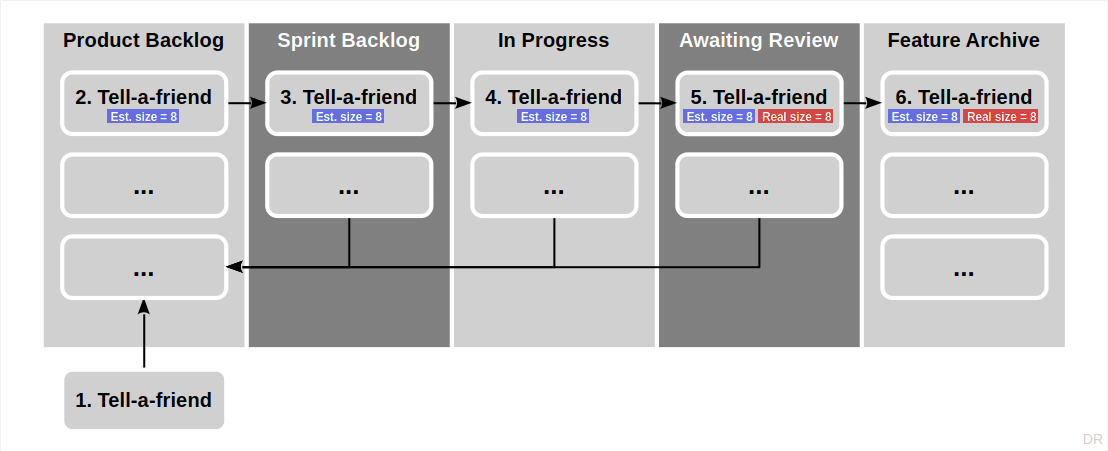 Product Backlog
Sprint Backlog
In Progress
Awaiting Review
Feature Archive
2. Tell-a-friend
Est. size = 8
3. Tell-a-friend
Est. size = 8
4. Tell-a-friend
Est. size = 8
5. Tell-a-friend
Est. size = 8 Real size = 8
6. Tell-a-friend
Est. size = 8 Real size = 8
...
...
...
...
...
...
...
1. Tell-a-friend
DR